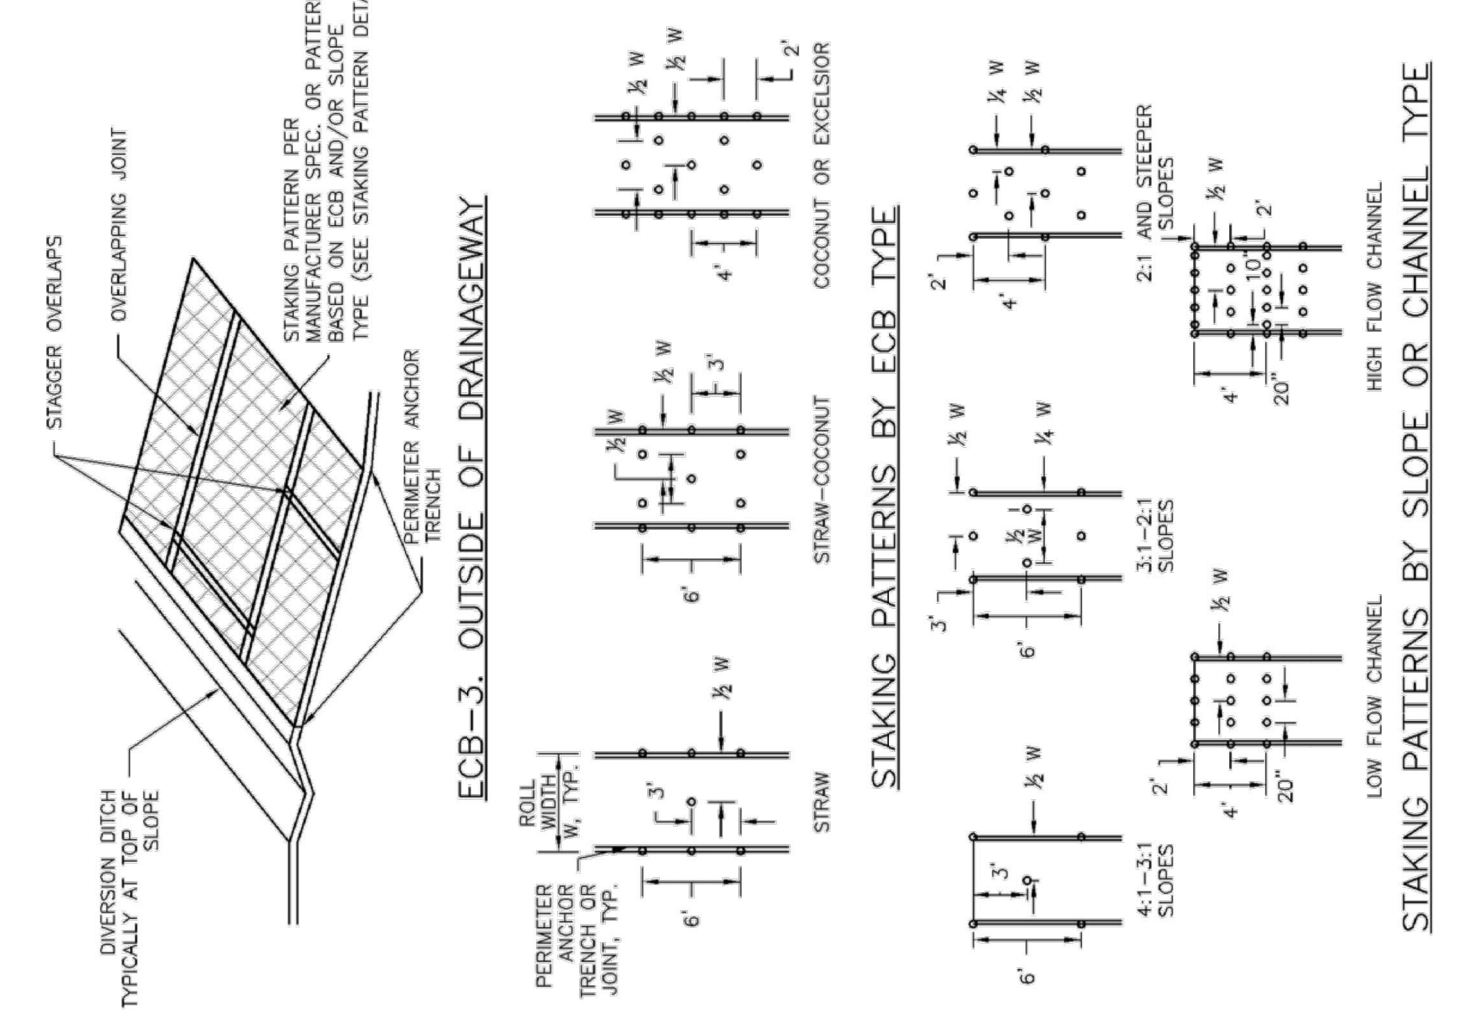 STAGGER OVERLAPS
OVERLAPPING JOINT
DIVERSION DITCH
TYPICALLY AT TOP OF
SLOPE
STAKING PATTERN PER
MANUFACTURER SPEC. OR PATTER
BASED ON ECB AND/OR SLOPE
TYPE (SEE STAKING PATTERN DETA
PERIMETER ANCHOR
TRENCH
ECB-3. OUTSIDE OF DRAINAGEWAY
ROLL
WIDTH
W, TYP.
PERIMETER
ANCHOR
TRENCH OR
JOINT, TYP.
3'
½ W
6'
STRAW
½ W
½ W
3'
6'
STRAW-COCONUT
½ W
½ W
2'
4'
COCONUT OR EXCELSIOR
STAKING PATTERNS BY ECB TYPE
½ W
3'
6'
4:1-3:1
SLOPES
½ W
¼ W
½
W
3'
6'
3:1-2:1
SLOPES
¼ W
½ W
2'
4'
2:1 AND STEEPER
SLOPES
½ W
2'
4'
20"
LOW FLOW CHANNEL
½ W
2'
10"
4'
20"
HIGH FLOW CHANNEL
STAKING PATTERNS BY SLOPE OR CHANNEL TYPE